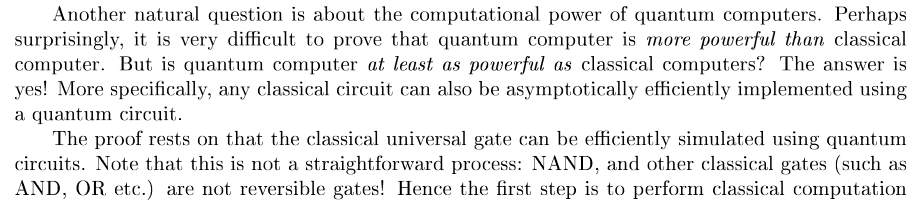 Another natural question is about the computational power of quantum computers. Perhaps
surprisingly, it is very difficult to prove that quantum computer is more powerful than classical
computer. But is quantum computer at least as powerful as classical computers? The answer is
yes! More specifically, any classical circuit can also be asymptotically efficiently implemented using
a quantum circuit.
The proof rests on that the classical universal gate can be efficiently simulated using quantum
circuits. Note that this is not a straightforward process: NAND, and other classical gates (such as
AND, OR etc.) are not reversible gates! Hence the first step is to perform classical computation